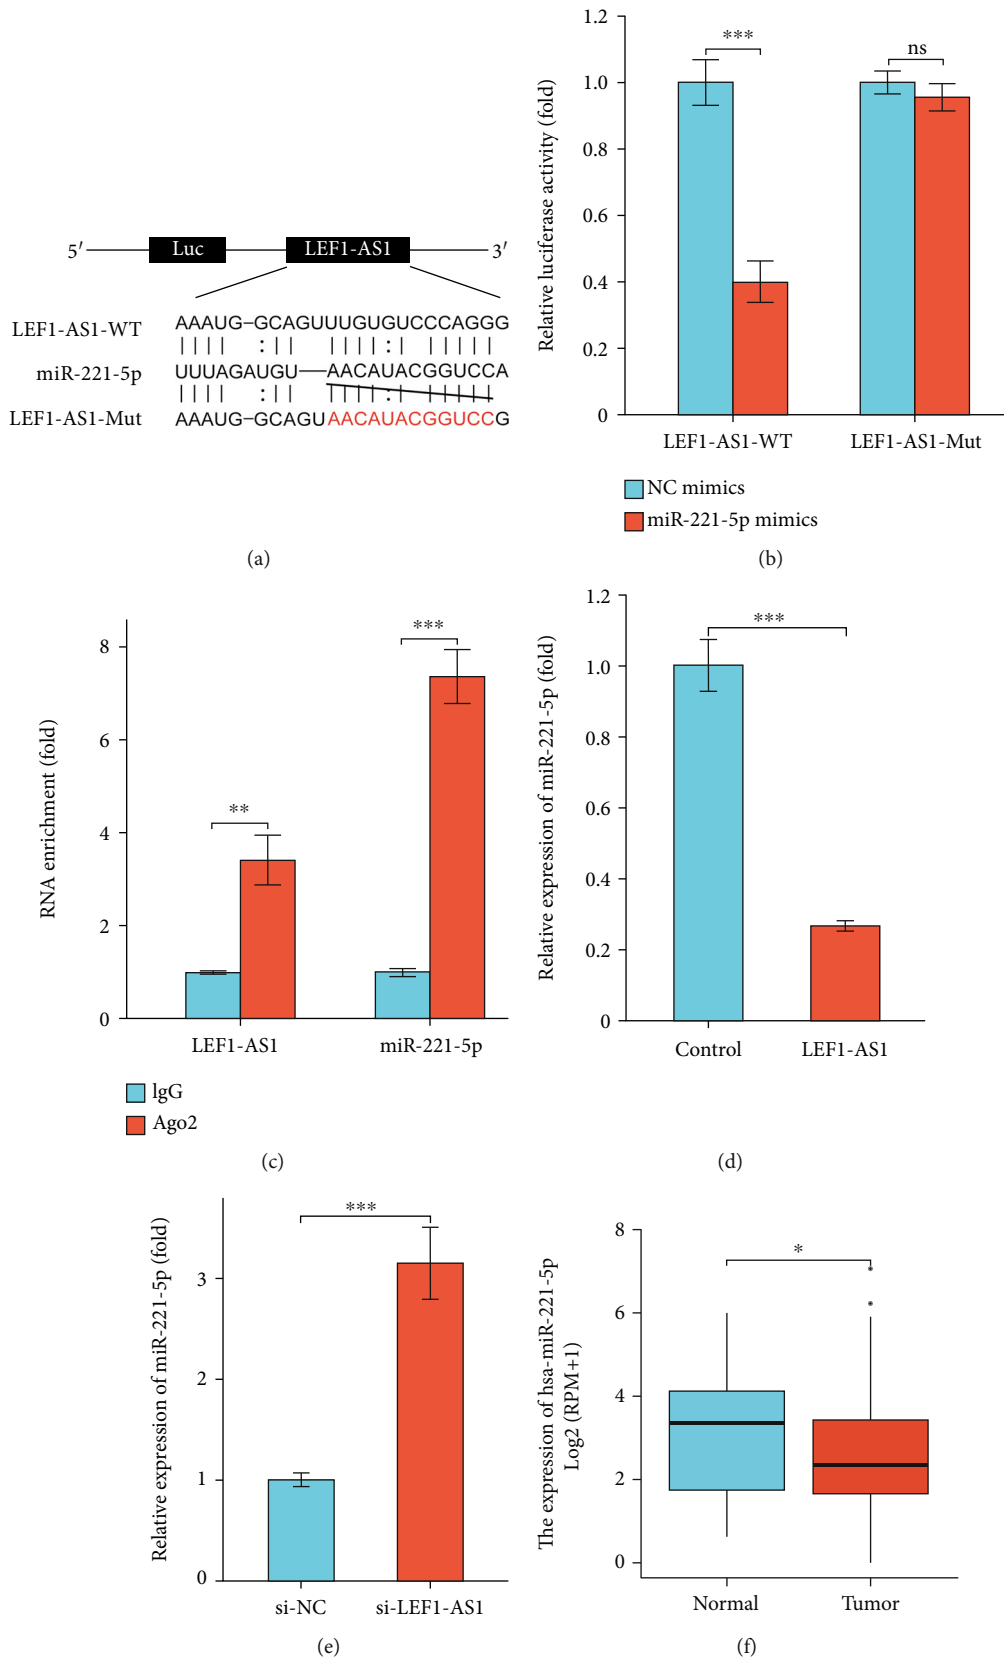 5′ Luc LEF1-AS1 3′
LEF1-AS1-WT AAAUG–GCAGUUUGUGUCCCAGGG
miR-221-5p UUUAGAUGU—AACAUACGGUCCA
LEF1-AS1-Mut AAAUG–GCAGUAACAUACGGUCCG
(a)
Relative luciferase activity (fold)
1.2
1.0
0.8
0.6
0.4
0.2
0
***
ns
LEF1-AS1-WT LEF1-AS1-Mut
NC mimics
miR-221-5p mimics
(b)
RNA enrichment (fold)
8
6
4
2
0
**
***
LEF1-AS1 miR-221-5p
IgG
Ago2
(c)
Relative expression of miR-221-5p (fold)
1.2
1.0
0.8
0.6
0.4
0.2
0
***
Control LEF1-AS1
(d)
Relative expression of miR-221-5p (fold)
3
3
1
0
***
si-NC si-LEF1-AS1
(e)
The expression of hsa-miR-221-5p
Log2 (RPM+1)
8
6
4
2
0
*
Normal Tumor
(f)